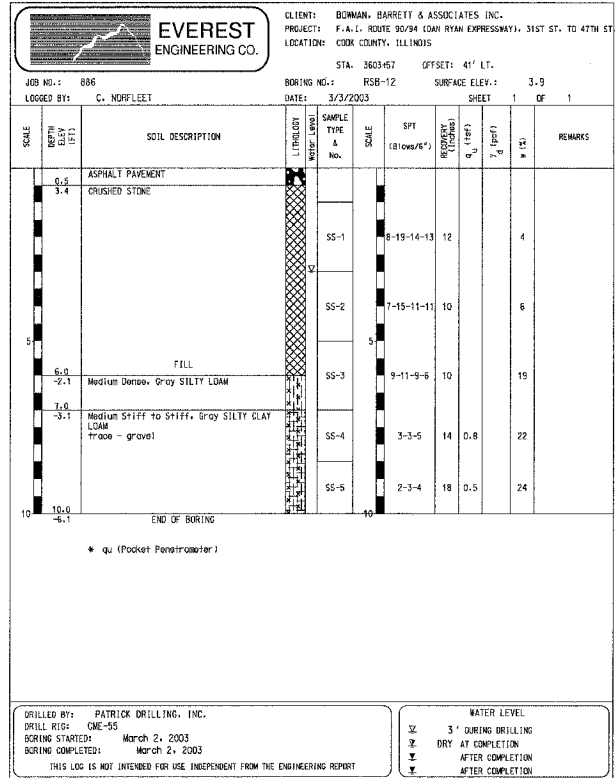 EVEREST
ENGINEERING CO.
CLIENT: BOWMAN, BARRETT & ASSOCIATES INC.
PROJECT: F.A.I. ROUTE 90/94 (DAN RYAN EXPRESSWAY), 31ST ST. TO 47TH ST.
LOCATION: COOK COUNTY, ILLINOIS
STA. 3603+57 OFFSET: 41' LT.
JOB NO.: 886 BORING NO.: RSB-12 SURFACE ELEV.: 3.9
LOGGED BY: C. NORFLEET DATE: 3/3/2003 SHEET 1 OF 1
SCALE DEPTH ELEV (FT) SOIL DESCRIPTION LITHOLOGY Water Level SAMPLE TYPE & No. SCALE SPT (Blows/6") RECOVERY (Inches) qu (tsf) γd (pcf) w (%) REMARKS
ASPHALT PAVEMENT
0.5
3.4 CRUSHED STONE
SS-1 8-19-14-13 12 4
SS-2 7-15-11-11 10 6
5 5
FILL
6.0 SS-3 9-11-9-6 10 19
-2.1 Medium Dense, Gray SILTY LOAM
7.0
-3.1 Medium Stiff to Stiff, Gray SILTY CLAY
LOAM
trace - gravel SS-4 3-3-5 14 0.8 22
SS-5 2-3-4 18 0.5 24
10 10.0 10
-6.1 END OF BORING
* qu (Pocket Penetrometer)
DRILLED BY: PATRICK DRILLING, INC.
DRILL RIG: CME-55
BORING STARTED: March 2, 2003
BORING COMPLETED: March 2, 2003
THIS LOG IS NOT INTENDED FOR USE INDEPENDENT FROM THE ENGINEERING REPORT
WATER LEVEL
3 ' DURING DRILLING
DRY AT COMPLETION
AFTER COMPLETION
AFTER COMPLETION